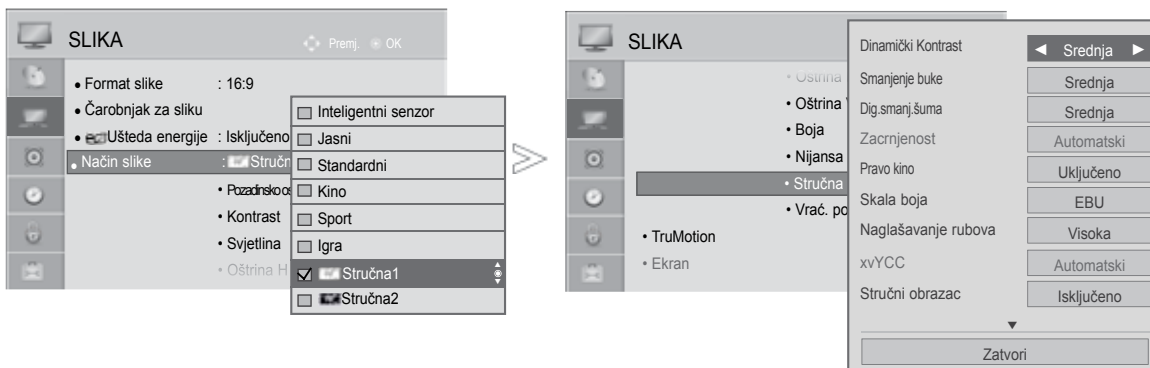 SLIKA
Premj. OK
• Format slike : 16:9
• Čarobnjak za sliku
• Ušteda energije : Isključeno
• Način slike : Stručn
• Kontrast
• Svjetlina
• Oštrina H
Inteligentni senzor
Jasni
Standardni
Kino
Sport
Igra
Stručna1
Stručna2
SLIKA
• Oštrina
• Oštrina
• Boja
• Nijansa
• Stručna
• Vrać. po
• TruMotion
• Ekran
Dinamički Kontrast ◄ Srednja ►
Smanjenje buke Srednja
Dig.smanj.šuma Srednja
Zacrnjenost Automatski
Pravo kino Uključeno
Skala boja EBU
Naglašavanje rubova Visoka
xvYCC Automatski
Stručni obrazac Isključeno
▼
Zatvori